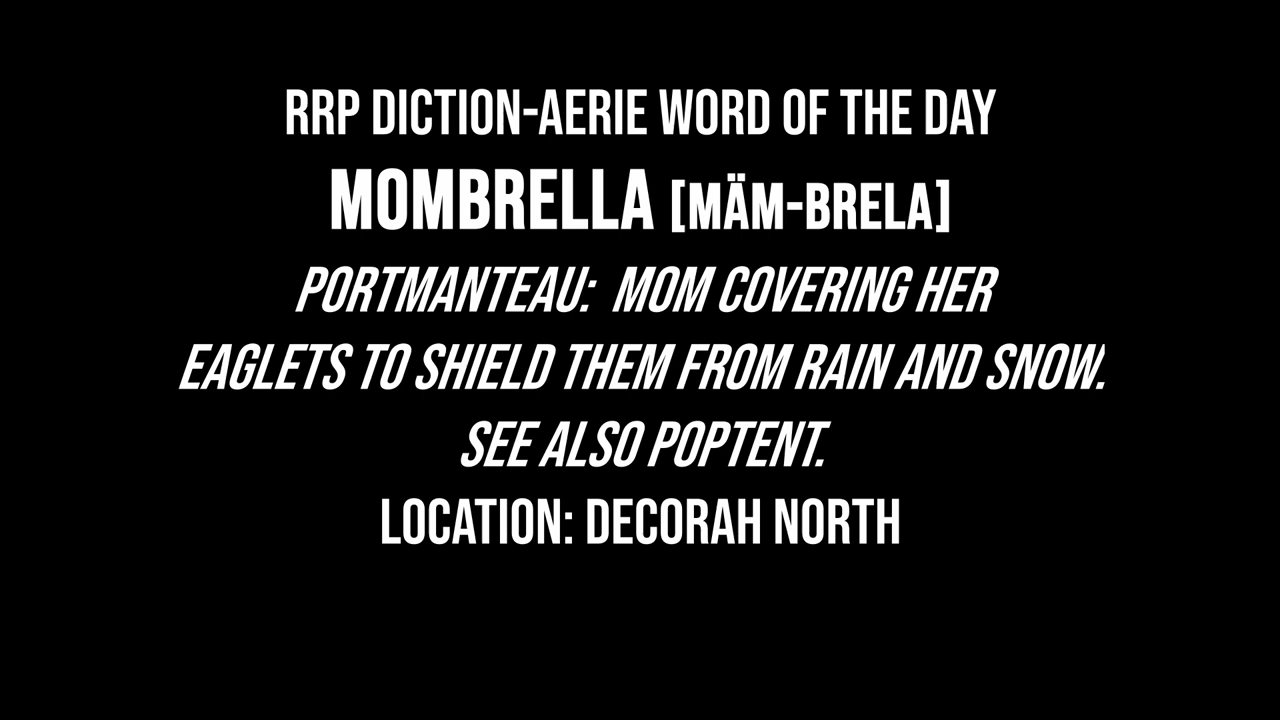 RRP DICTION-AERIE WORD OF THE DAY
MOMBRELLA [MÄM-BRELA]
PORTMANTEAU: MOM COVERING HER
EAGLETS TO SHIELD THEM FROM RAIN AND SNOW.
SEE ALSO POPTENT.
LOCATION: DECORAH NORTH